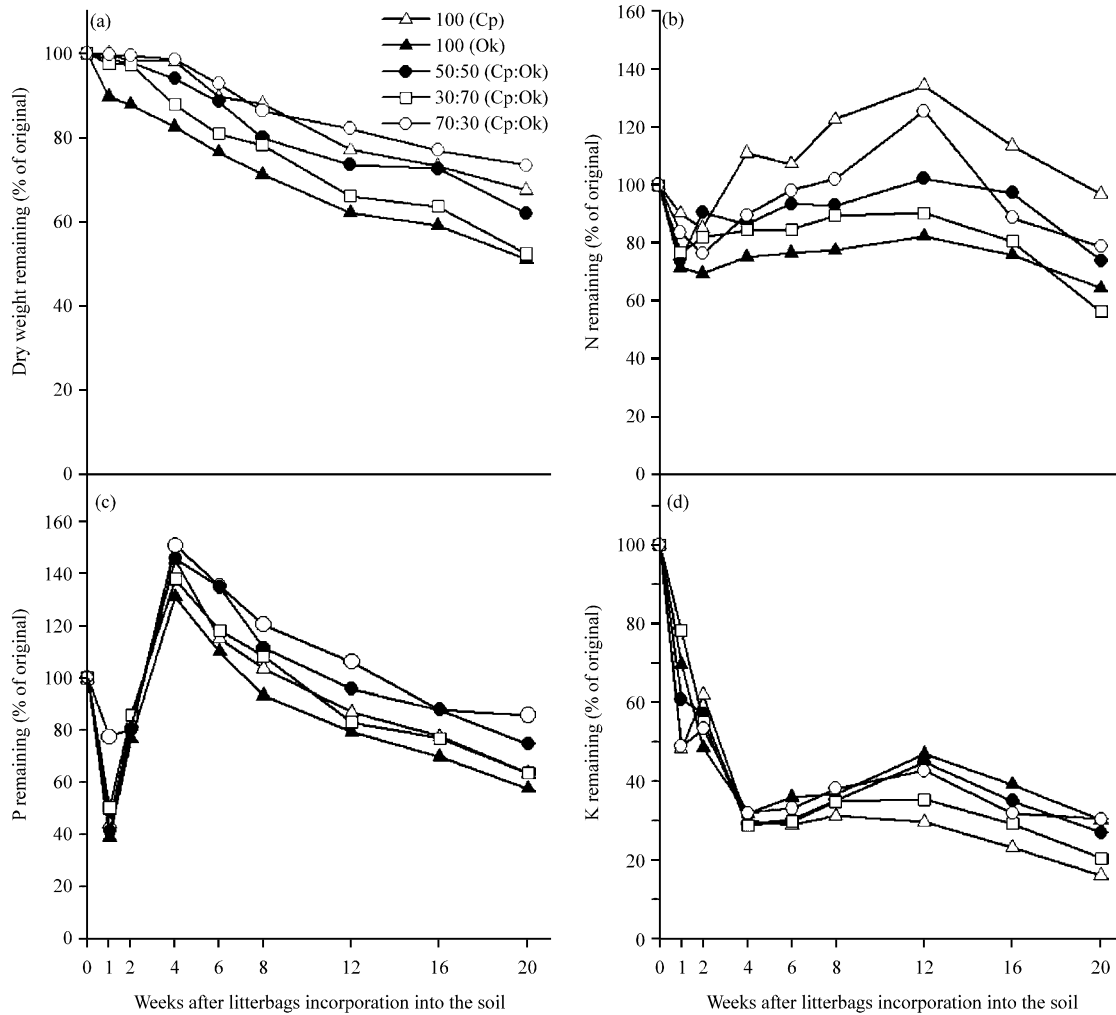 (a)
100 (Cp)
100 (Ok)
50:50 (Cp:Ok)
30:70 (Cp:Ok)
70:30 (Cp:Ok)
100
80
60
40
20
0
Dry weight remaining (% of original)
(b)
160
140
120
100
80
60
40
20
0
N remaining (% of original)
(c)
160
140
120
100
80
60
40
20
0
P remaining (% of original)
0 1 2 4 6 8 12 16 20
Weeks after litterbags incorporation into the soil
(d)
100
80
60
40
20
0
K remaining (% of original)
0 1 2 4 6 8 12 16 20
Weeks after litterbags incorporation into the soil